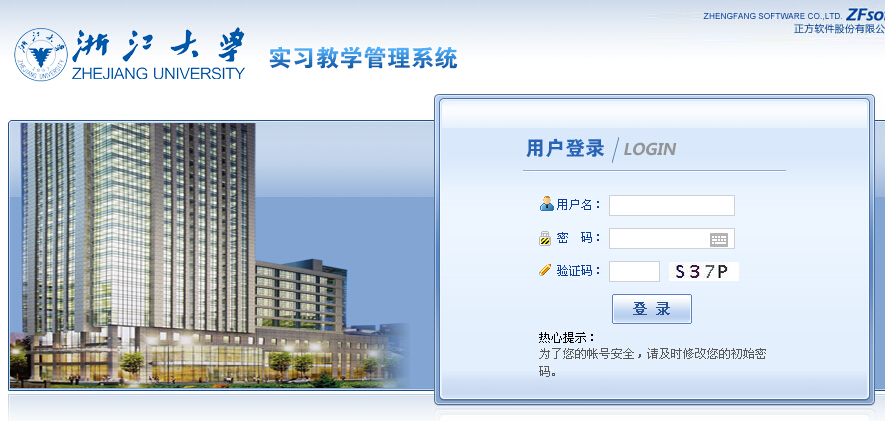 浙江大学
ZHEJIANG UNIVERSITY
实习教学管理系统
ZHENGFANG SOFTWARE CO.,LTD. ZFso
正方软件股份有限公
用户登录 / LOGIN
用户名：
密 码：
验证码： S37P
登 录
热心提示：
为了您的帐号安全，请及时修改您的初始密
码。